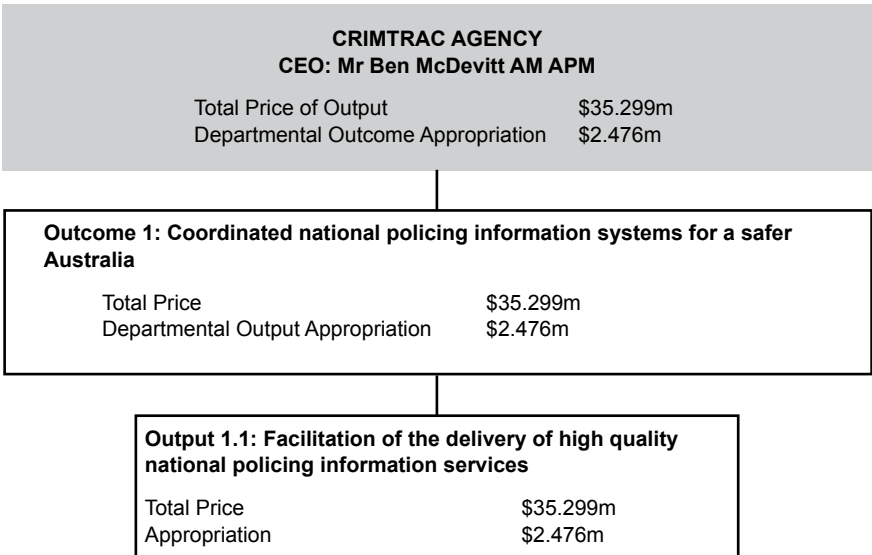 CRIMTRAC AGENCY
CEO: Mr Ben McDevitt AM APM
Total Price of Output $35.299m
Departmental Outcome Appropriation $2.476m
Outcome 1: Coordinated national policing information systems for a safer
Australia
Total Price $35.299m
Departmental Output Appropriation $2.476m
Output 1.1: Facilitation of the delivery of high quality
national policing information services
Total Price $35.299m
Appropriation $2.476m